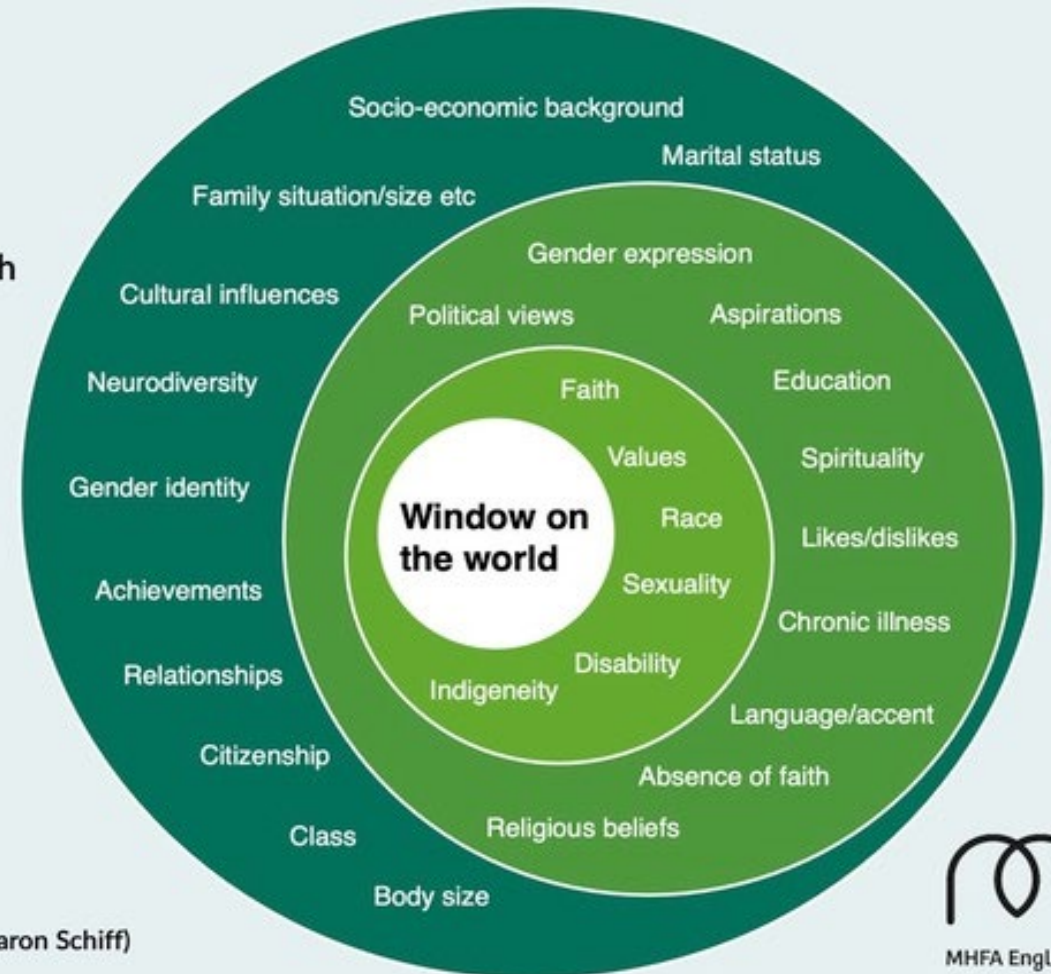 Socio-economic background
Marital status
Family situation/size etc
Gender expression
Cultural influences
Political views
Aspirations
Neurodiversity
Faith
Education
Values
Spirituality
Gender identity
Window on
the world
Race
Likes/dislikes
Achievements
Sexuality
Chronic illness
Relationships
Disability
Indigeneity
Language/accent
Citizenship
Absence of faith
Class
Religious beliefs
Body size
Schiff)
MHFA